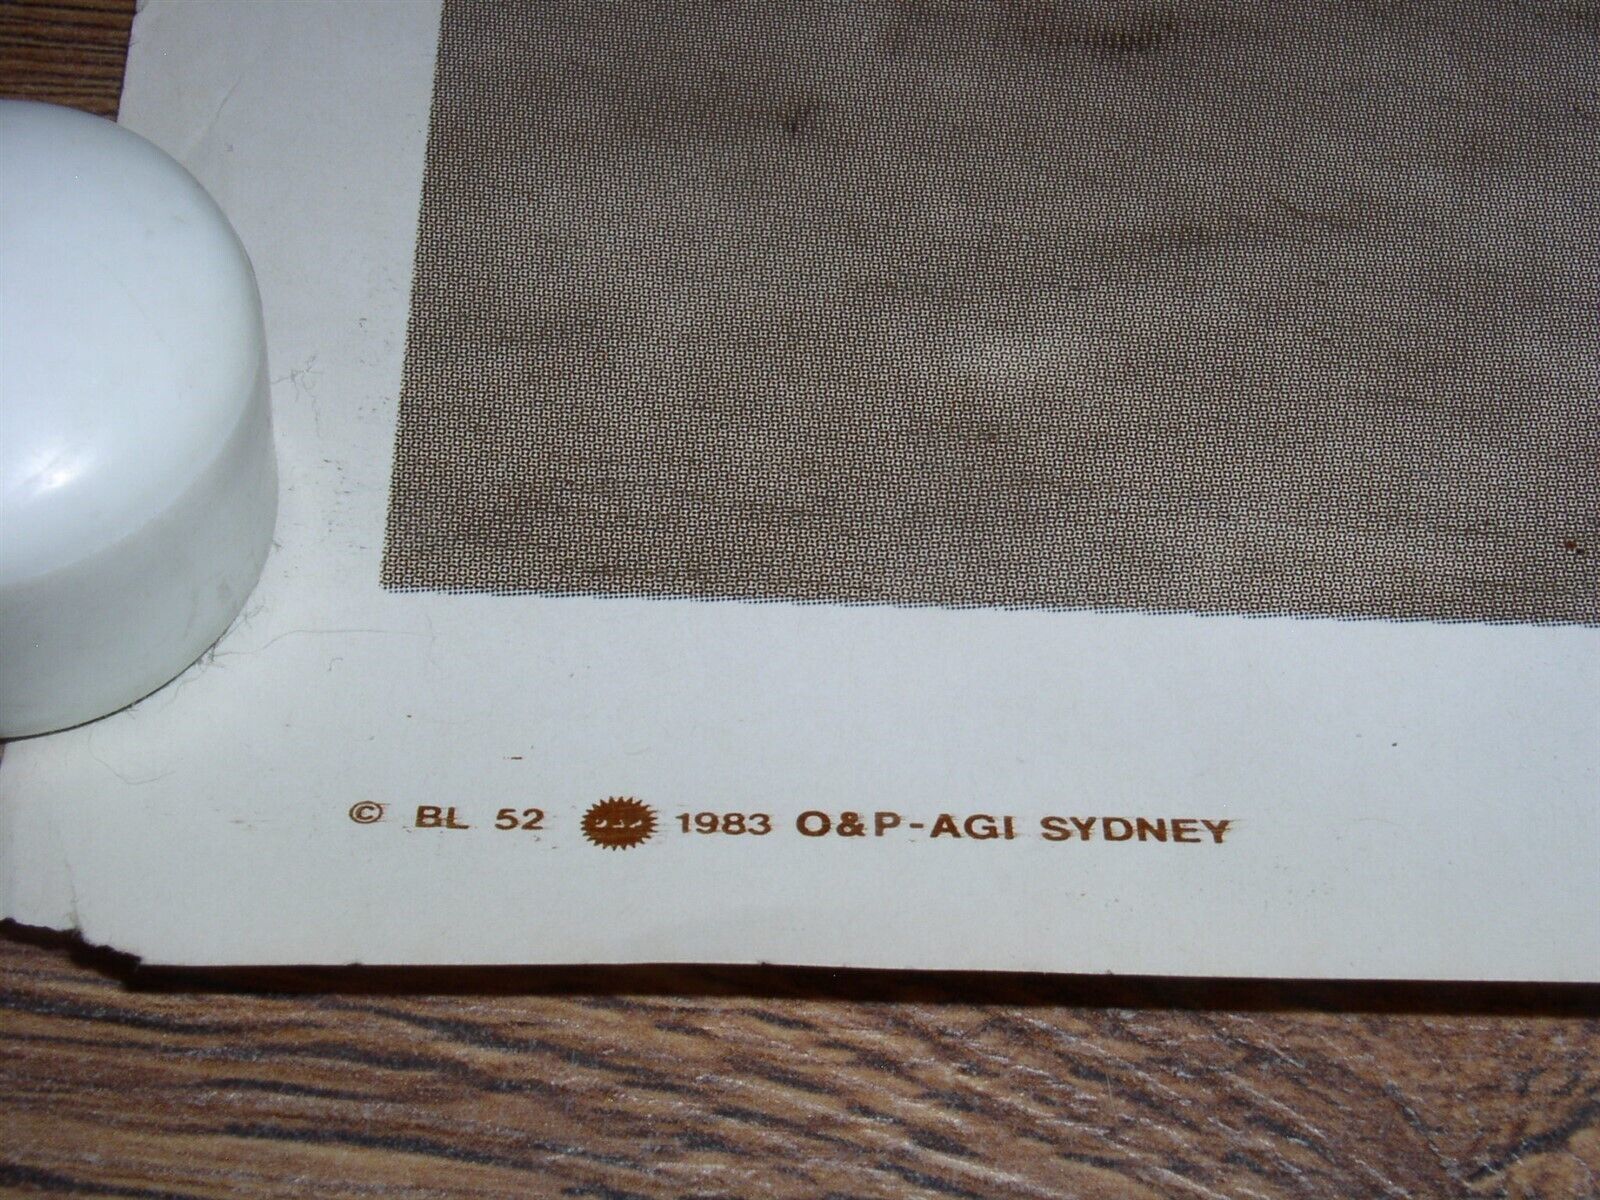 © BL 52 1983 O&P-AGI SYDNEY